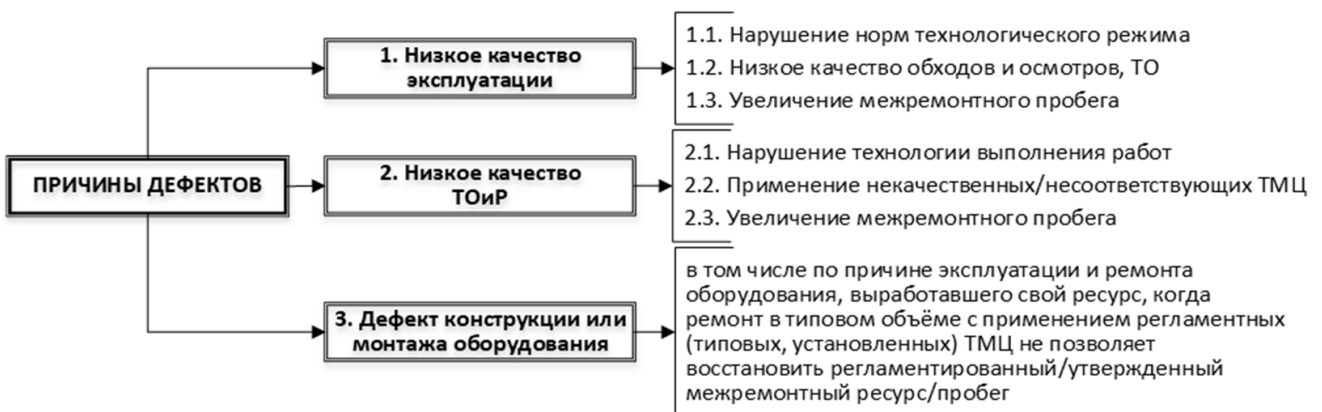 ПРИЧИНЫ ДЕФЕКТОВ
1. Низкое качество
эксплуатации
1.1. Нарушение норм технологического режима
1.2. Низкое качество обходов и осмотров, ТО
1.3. Увеличение межремонтного пробега
2. Низкое качество
ТОиР
2.1. Нарушение технологии выполнения работ
2.2. Применение некачественных/несоответствующих ТМЦ
2.3. Увеличение межремонтного пробега
3. Дефект конструкции или
монтажа оборудования
в том числе по причине эксплуатации и ремонта
оборудования, выработавшего свой ресурс, когда
ремонт в типовом объёме с применением регламентных
(типовых, установленных) ТМЦ не позволяет
восстановить регламентированный/утвержденный
межремонтный ресурс/пробег